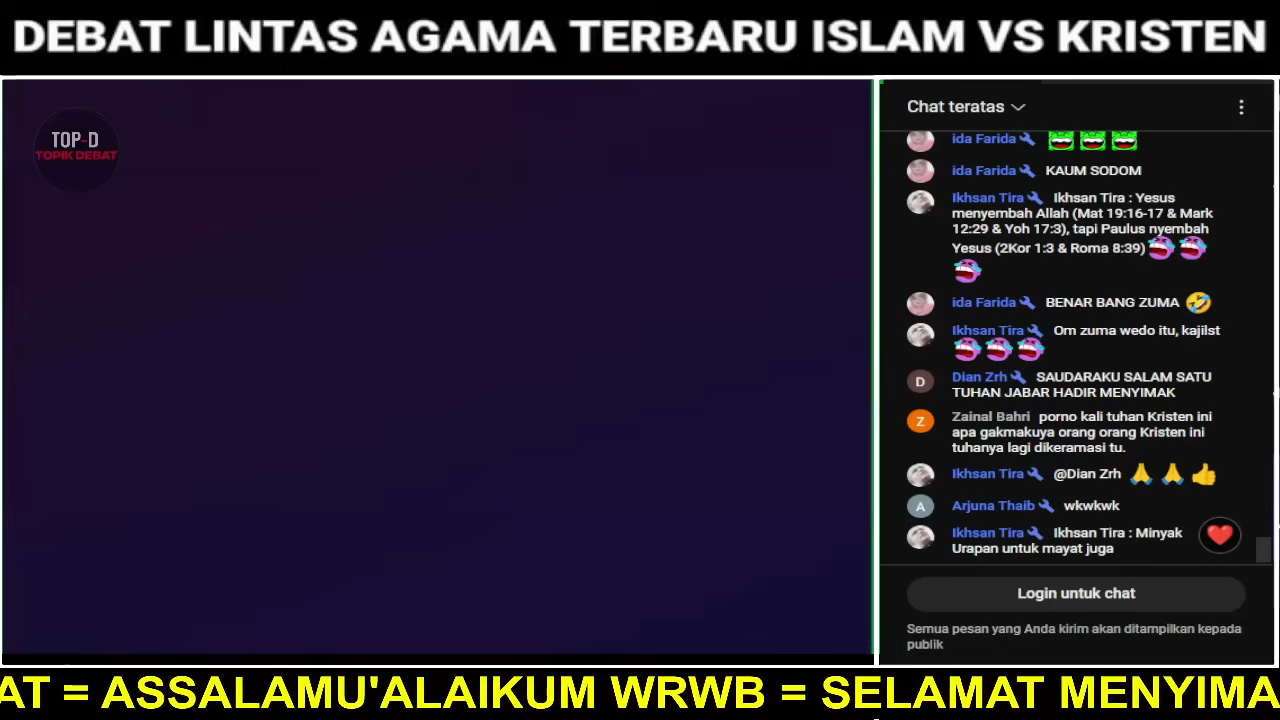 DEBAT LINTAS AGAMA TERBARU ISLAM VS KRISTEN
TOP-D
TOPIK DEBAT
Chat teratas
ida Farida
ida Farida KAUM SODOM
Ikhsan Tira Ikhsan Tira : Yesus
menyembah Allah (Mat 19:16-17 & Mark
12:29 & Yoh 17:3), tapi Paulus nyembah
Yesus (2Kor 1:3 & Roma 8:39)
ida Farida BENAR BANG ZUMA 🤣
Ikhsan Tira Om zuma wedo itu, kajilst
D
Dian Zrh SAUDARAKU SALAM SATU
TUHAN JABAR HADIR MENYIMAK
Z
Zainal Bahri porno kali tuhan Kristen ini
apa gakmakuya orang orang Kristen ini
tuhanya lagi dikeramasi tu.
Ikhsan Tira @Dian Zrh 🙏 🙏 👍
A
Arjuna Thaib wkwkwk
Ikhsan Tira Ikhsan Tira : Minyak
Urapan untuk mayat juga
Login untuk chat
Semua pesan yang Anda kirim akan ditampilkan kepada
publik
AT = ASSALAMU'ALAIKUM WRWB = SELAMAT MENYIMA